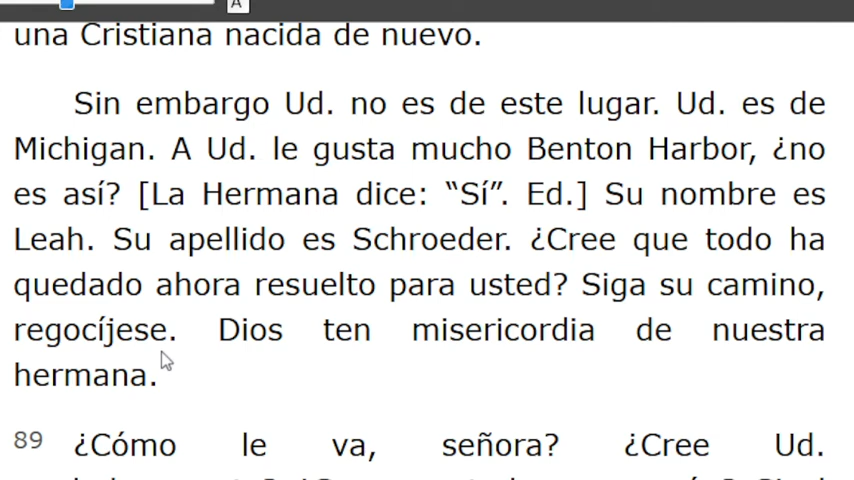 A
una Cristiana nacida de nuevo.
Sin embargo Ud. no es de este lugar. Ud. es de
Michigan. A Ud. le gusta mucho Benton Harbor, ¿no
es así? [La Hermana dice: “Sí”. Ed.] Su nombre es
Leah. Su apellido es Schroeder. ¿Cree que todo ha
quedado ahora resuelto para usted? Siga su camino,
regocíjese. Dios ten misericordia de nuestra
hermana.
89 ¿Cómo le va, señora? ¿Cree Ud.